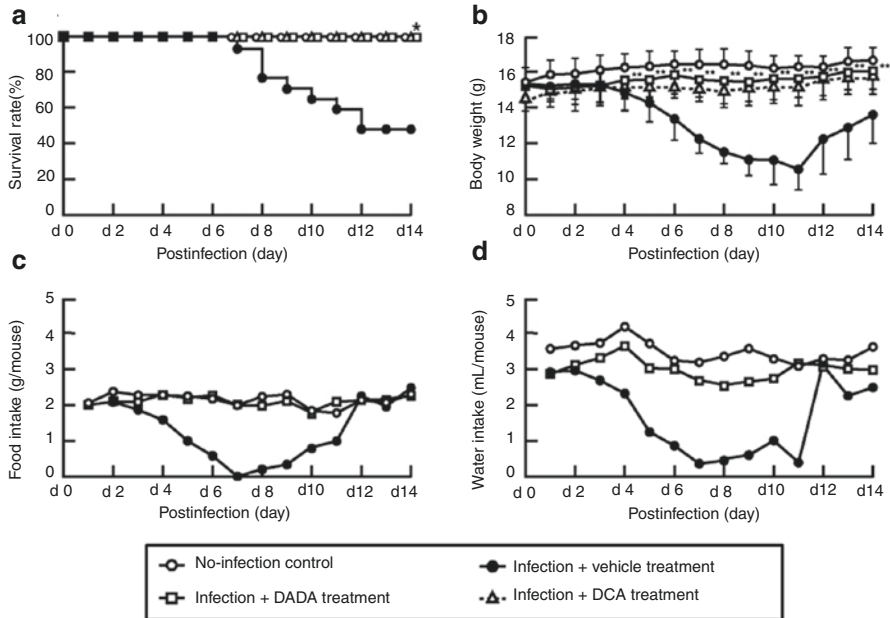 a
Survival rate(%)
100
80
60
40
20
0
*
d 0
d 2
d 4
d 6
d 8
d10
d12
d14
Postinfection (day)
b
Body weight (g)
18
16
14
12
10
8
** ** ** ** ** ** ** ** ** ** **
d 0
d 2
d 4
d 6
d 8
d10
d12
d14
Postinfection (day)
c
Food intake (g/mouse)
5
4
3
2
1
0
d 0
d 2
d 4
d 6
d 8
d10
d12
d14
Postinfection (day)
d
Water intake (mL/mouse)
5
4
3
2
1
0
d 0
d 2
d 4
d 6
d 8
d10
d12
d14
Postinfection (day)
No-infection control
Infection + vehicle treatment
Infection + DADA treatment
Infection + DCA treatment